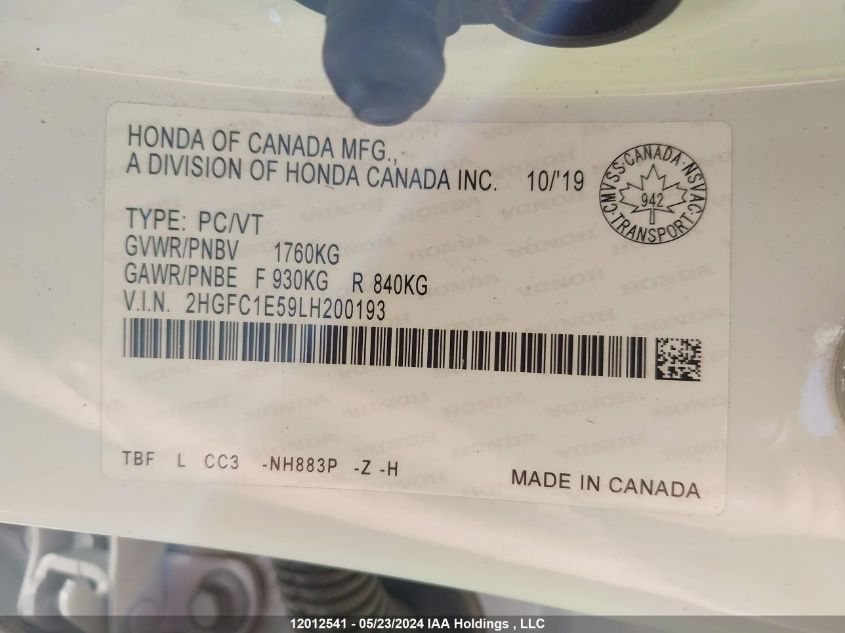 HONDA OF CANADA MFG.,
A DIVISION OF HONDA CANADA INC. 10/'19
CMVSS·CANADA·NSVAC·TRANSPORT·
942
TYPE: PC/VT
GVWR/PNBV 1760KG
GAWR/PNBE F 930KG R 840KG
V.I.N. 2HGFC1E59LH200193
TBF L CC3 -NH883P -Z -H
MADE IN CANADA
12012541 - 05/23/2024 IAA Holdings , LLC